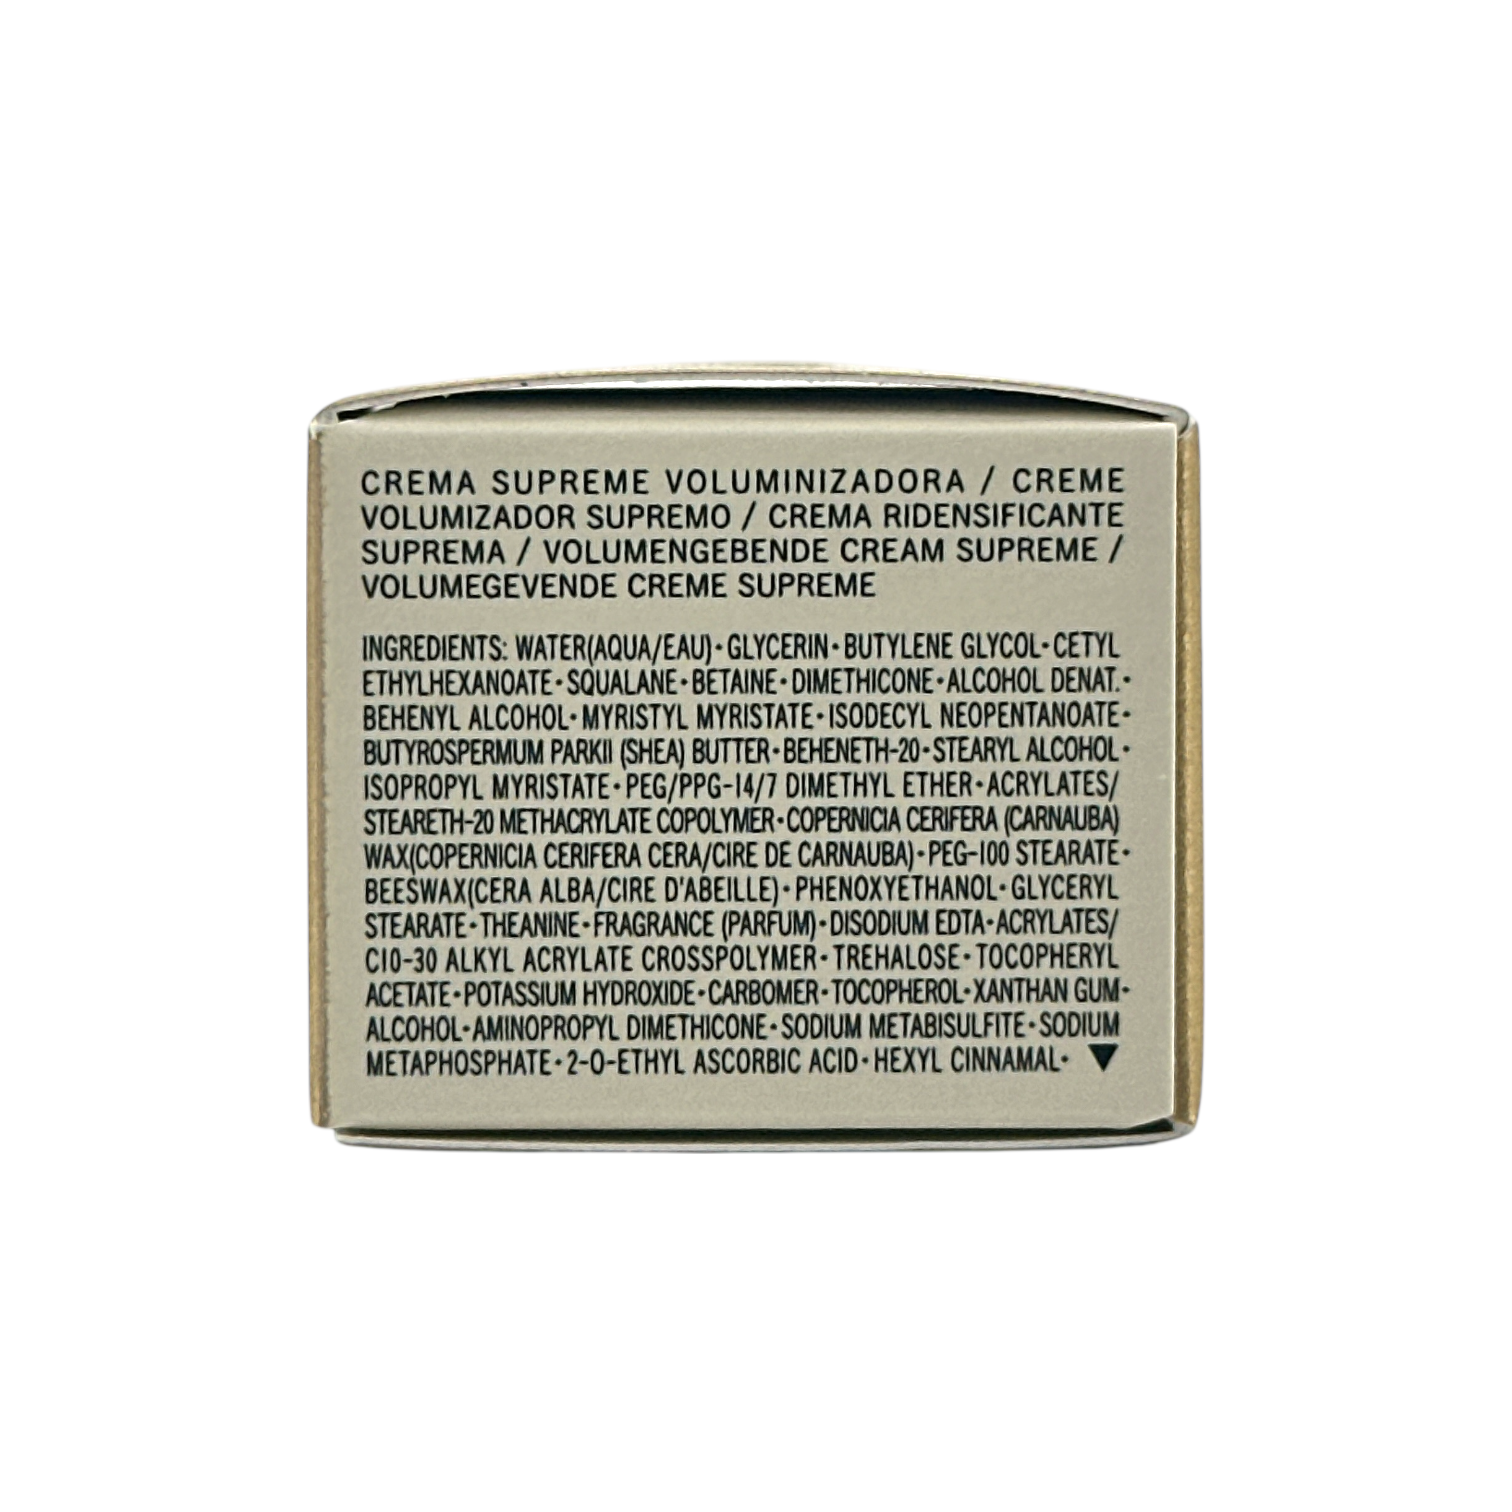 CREMA SUPREME VOLUMINIZADORA / CREME
VOLUMIZADOR SUPREMO / CREMA RIDENSIFICANTE
SUPREMA / VOLUMENGEBENDE CREAM SUPREME /
VOLUMEGEVENDE CREME SUPREME
INGREDIENTS: WATER(AQUA/EAU)・GLYCERIN・BUTYLENE GLYCOL・CETYL
ETHYLHEXANOATE・SQUALANE・BETAINE・DIMETHICONE・ALCOHOL DENAT.・
BEHENYL ALCOHOL・MYRISTYL MYRISTATE・ISODECYL NEOPENTANOATE・
BUTYROSPERMUM PARKII (SHEA) BUTTER・BEHENETH-20・STEARYL ALCOHOL・
ISOPROPYL MYRISTATE・PEG/PPG-14/7 DIMETHYL ETHER・ACRYLATES/
STEARETH-20 METHACRYLATE COPOLYMER・COPERNICIA CERIFERA (CARNAUBA)
WAX(COPERNICIA CERIFERA CERA/CIRE DE CARNAUBA)・PEG-100 STEARATE・
BEESWAX(CERA ALBA/CIRE D'ABEILLE)・PHENOXYETHANOL・GLYCERYL
STEARATE・THEANINE・FRAGRANCE (PARFUM)・DISODIUM EDTA・ACRYLATES/
C10-30 ALKYL ACRYLATE CROSSPOLYMER・TREHALOSE・TOCOPHERYL
ACETATE・POTASSIUM HYDROXIDE・CARBOMER・TOCOPHEROL・XANTHAN GUM・
ALCOHOL・AMINOPROPYL DIMETHICONE・SODIUM METABISULFITE・SODIUM
METAPHOSPHATE・2-O-ETHYL ASCORBIC ACID・HEXYL CINNAMAL・ ▼